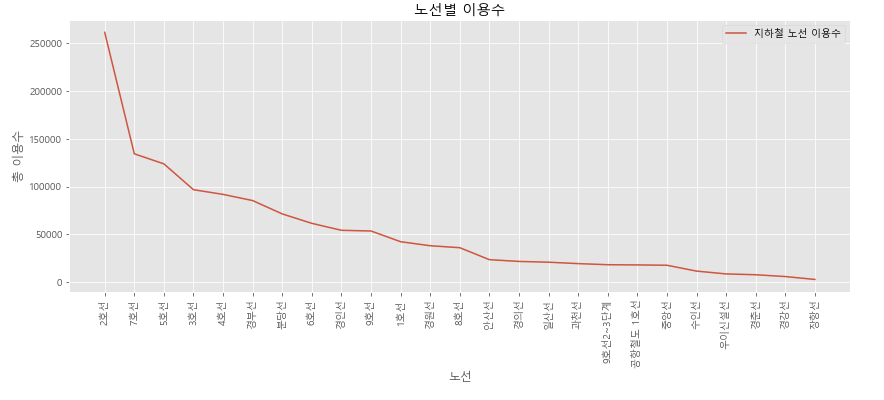 노선별 이용수
지하철 노선 이용수
총 이용수
250000
200000
150000
100000
50000
0
2호선
7호선
5호선
3호선
4호선
경부선
분당선
6호선
경인선
9호선
1호선
경원선
8호선
안산선
경의선
일산선
과천선
9호선2~3단계
공항철도 1호선
중앙선
수인선
우이신설선
경춘선
경강선
장항선
노선